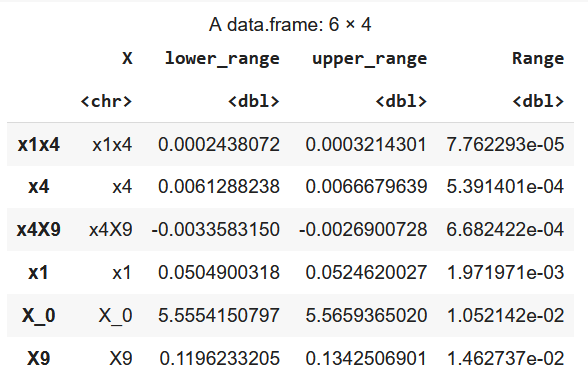 A data.frame: 6 × 4
X lower_range upper_range Range
<chr> <dbl> <dbl> <dbl>
x1x4 x1x4 0.0002438072 0.0003214301 7.762293e-05
x4 x4 0.0061288238 0.0066679639 5.391401e-04
x4X9 x4X9 -0.0033583150 -0.0026900728 6.682422e-04
x1 x1 0.0504900318 0.0524620027 1.971971e-03
X_0 X_0 5.5554150797 5.5659365020 1.052142e-02
X9 X9 0.1196233205 0.1342506901 1.462737e-02